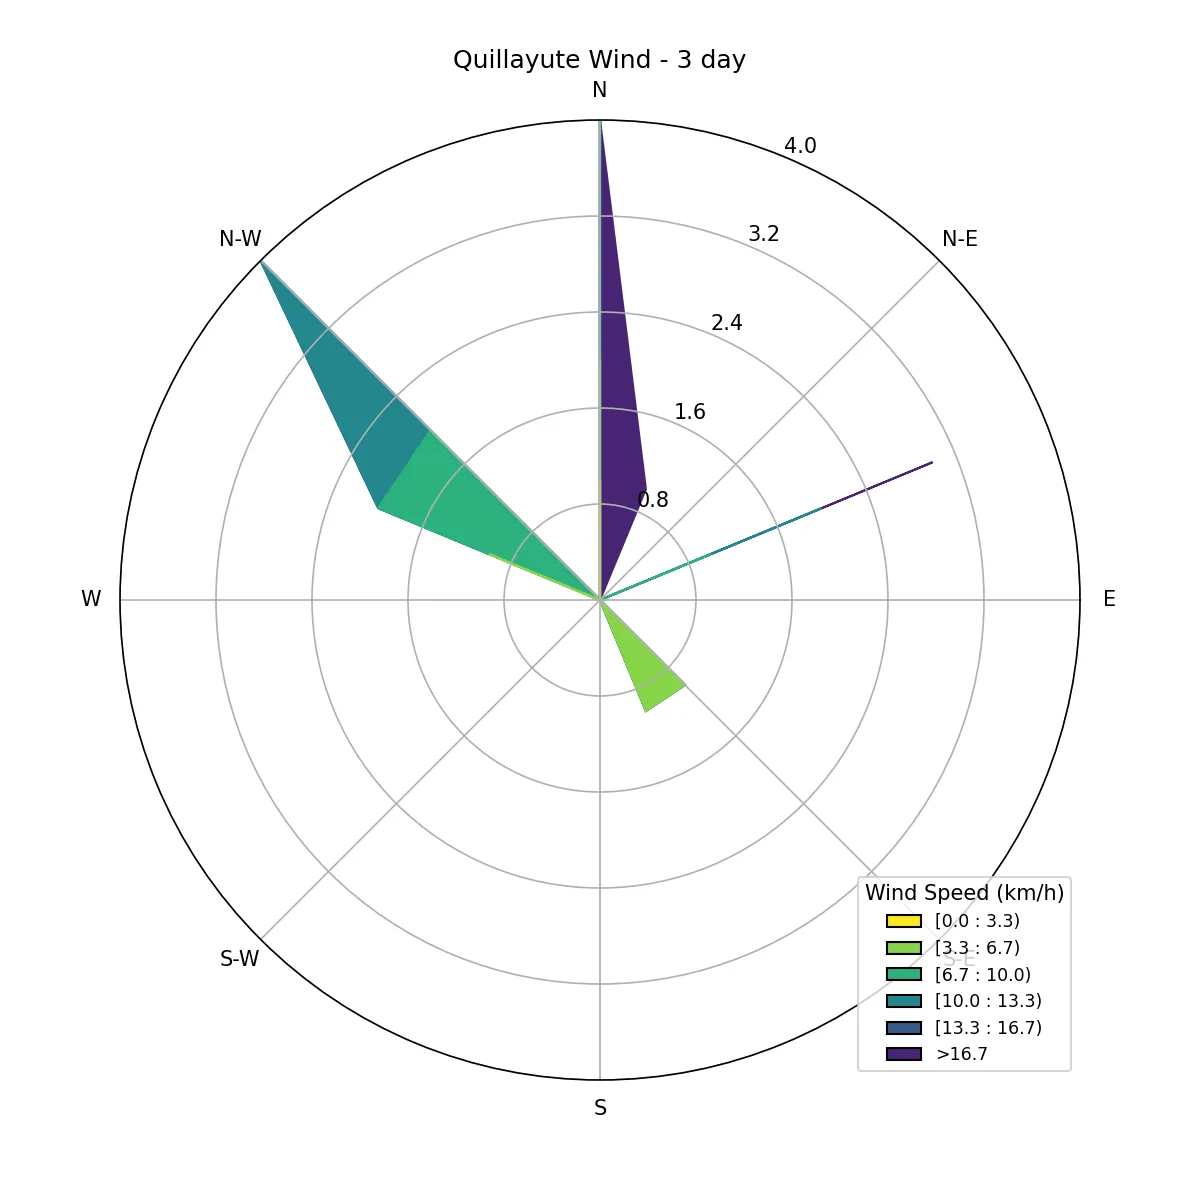 Quillayute Wind - 3 day
N
4.0
3.2
N-W
N-E
2.4
1.6
0.8
W
E
Wind Speed (km/h)
[0.0 : 3.3)
[3.3 : 6.7)
S-W
S-E
[6.7 : 10.0)
[10.0 : 13.3)
[13.3 : 16.7)
>16.7
S